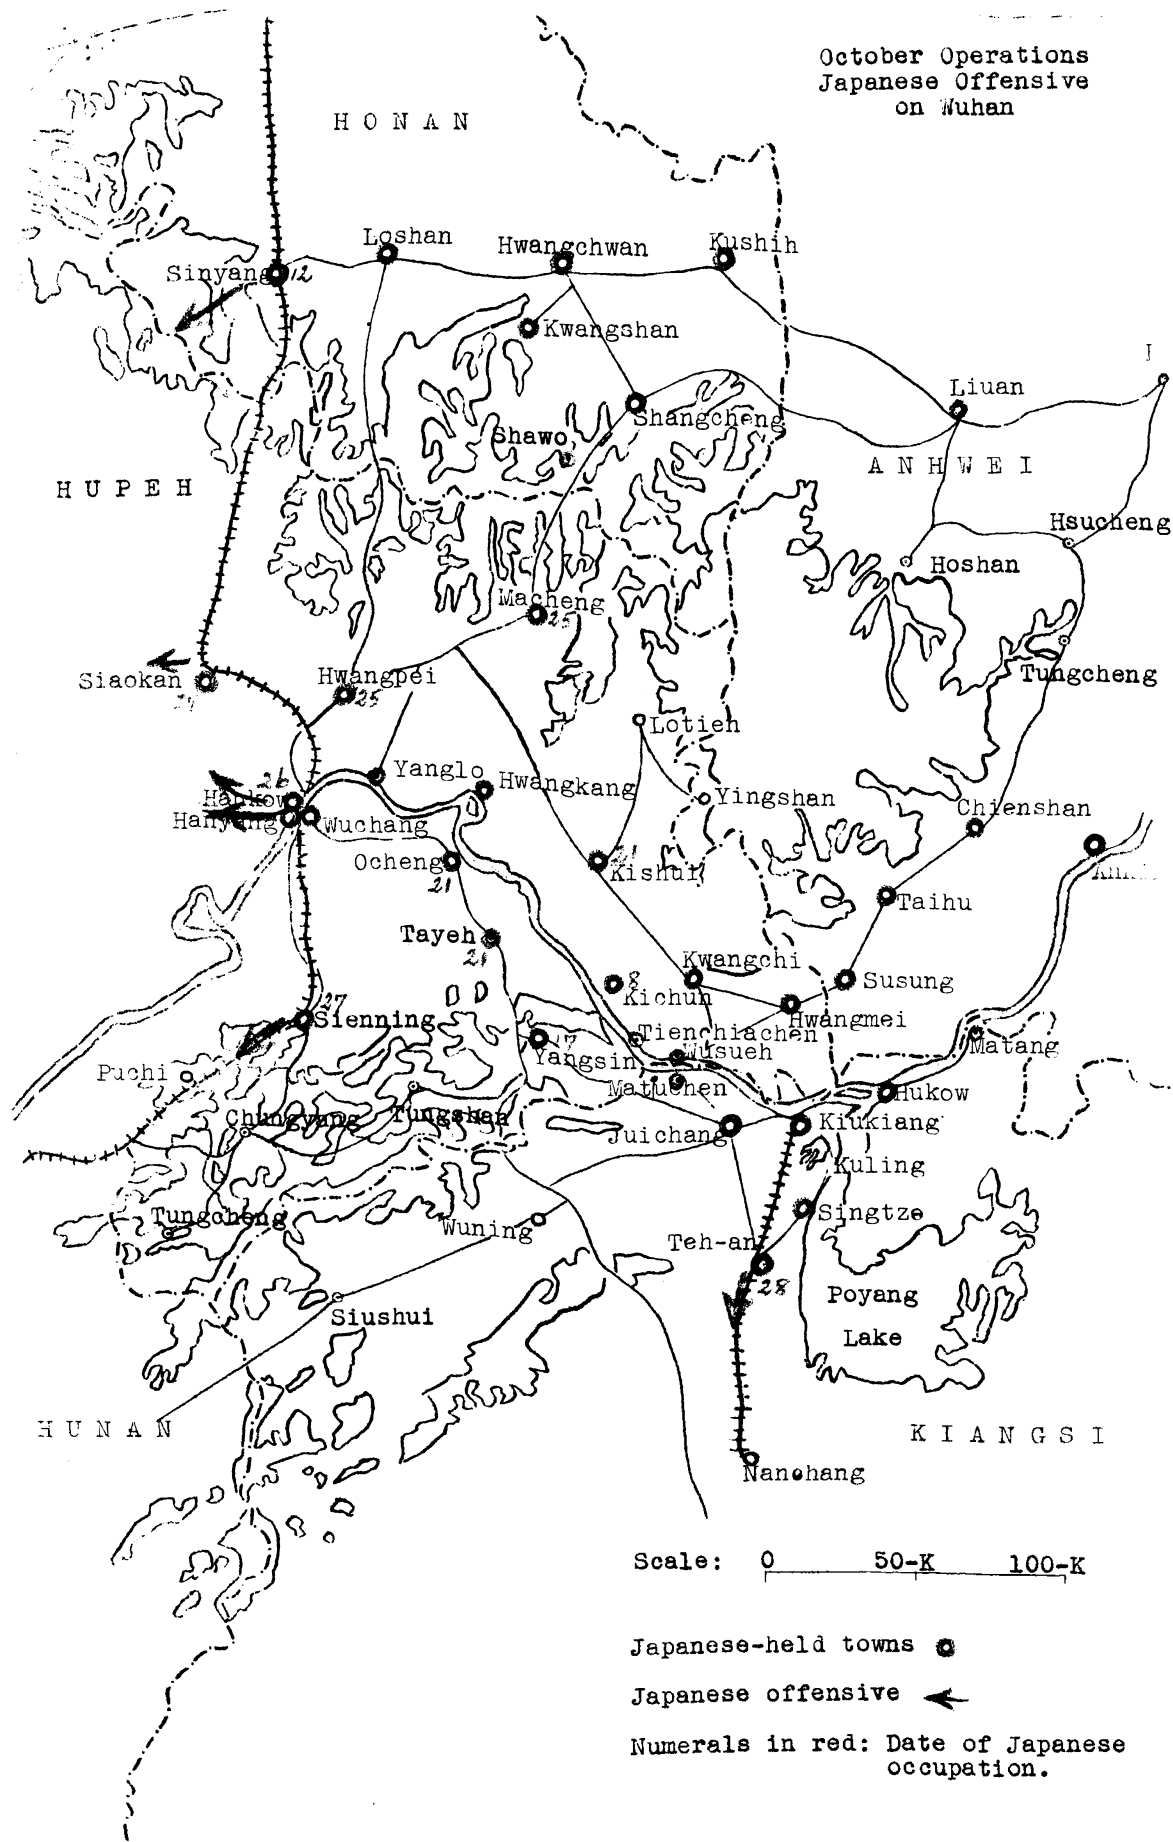 October Operations
Japanese Offensive
on Wuhan
HONAN
Loshan
Hwangchwan
Kushih
Sinyang 12
Kwangshan
Liuan
Shangcheng
Shawo
ANHWEI
HUPEH
Hsucheng
Hoshan
Macheng
25
Tungcheng
Siaokan
Hwangpei
25
Lotien
Yanglo
Hwangkang
26
Hankow
Yingshan
Chienshan
Hanyang
Wuchang
Ocheng
21
21
Kishui
Taihu
Tayeh
21
Kwangchi
8
Kichun
Susung
27
Sienning
Hwangmei
Tienchiachen
17
Yangsin
Wusueh
Matang
Puchi
Matuchen
Hukow
Chungyang
Tungshan
Juichang
Kiukiang
Kuling
Tungcheng
Wuning
Singtze
Teh-an
28
Siushui
Poyang
Lake
HUNAN
KIANGSI
Nanchang
Scale: 0 50-K 100-K
Japanese-held towns
Japanese offensive
Numerals in red: Date of Japanese
occupation.